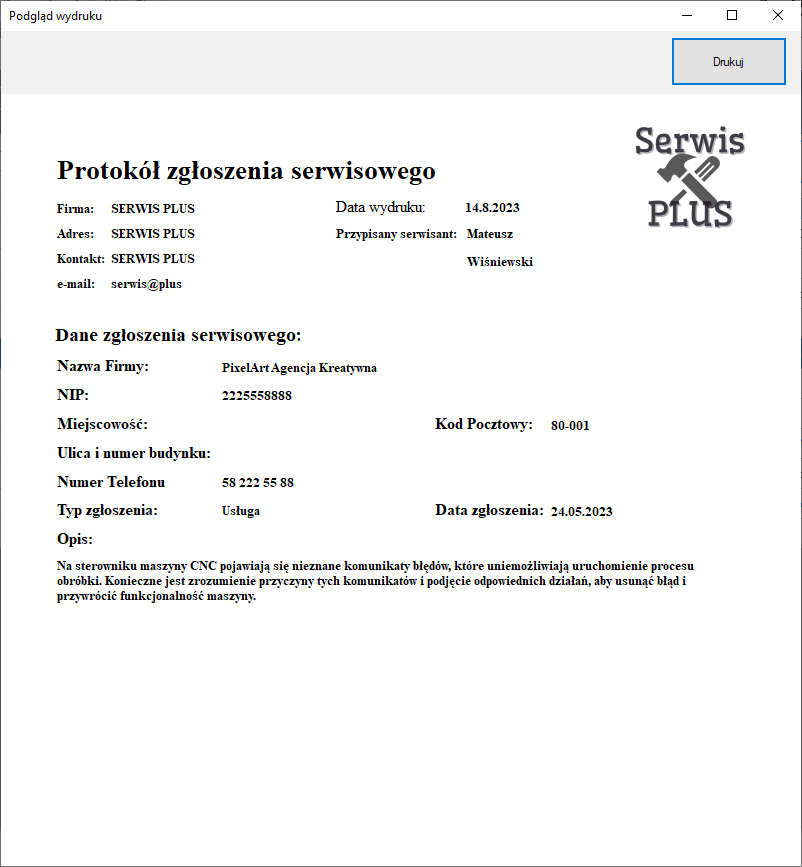 Podgląd wydruku
Drukuj
Serwis
PLUS
Protokół zgłoszenia serwisowego
Firma: SERWIS PLUS Data wydruku: 14.8.2023
Adres: SERWIS PLUS Przypisany serwisant: Mateusz
Kontakt: SERWIS PLUS Wiśniewski
e-mail: serwis@plus
Dane zgłoszenia serwisowego:
Nazwa Firmy: PixelArt Agencja Kreatywna
NIP: 2225558888
Miejscowość: Kod Pocztowy: 80-001
Ulica i numer budynku:
Numer Telefonu 58 222 55 88
Typ zgłoszenia: Usługa Data zgłoszenia: 24.05.2023
Opis:
Na sterowniku maszyny CNC pojawiają się nieznane komunikaty błędów, które uniemożliwiają uruchomienie procesu
obróbki. Konieczne jest zrozumienie przyczyny tych komunikatów i podjęcie odpowiednich działań, aby usunąć błąd i
przywrócić funkcjonalność maszyny.